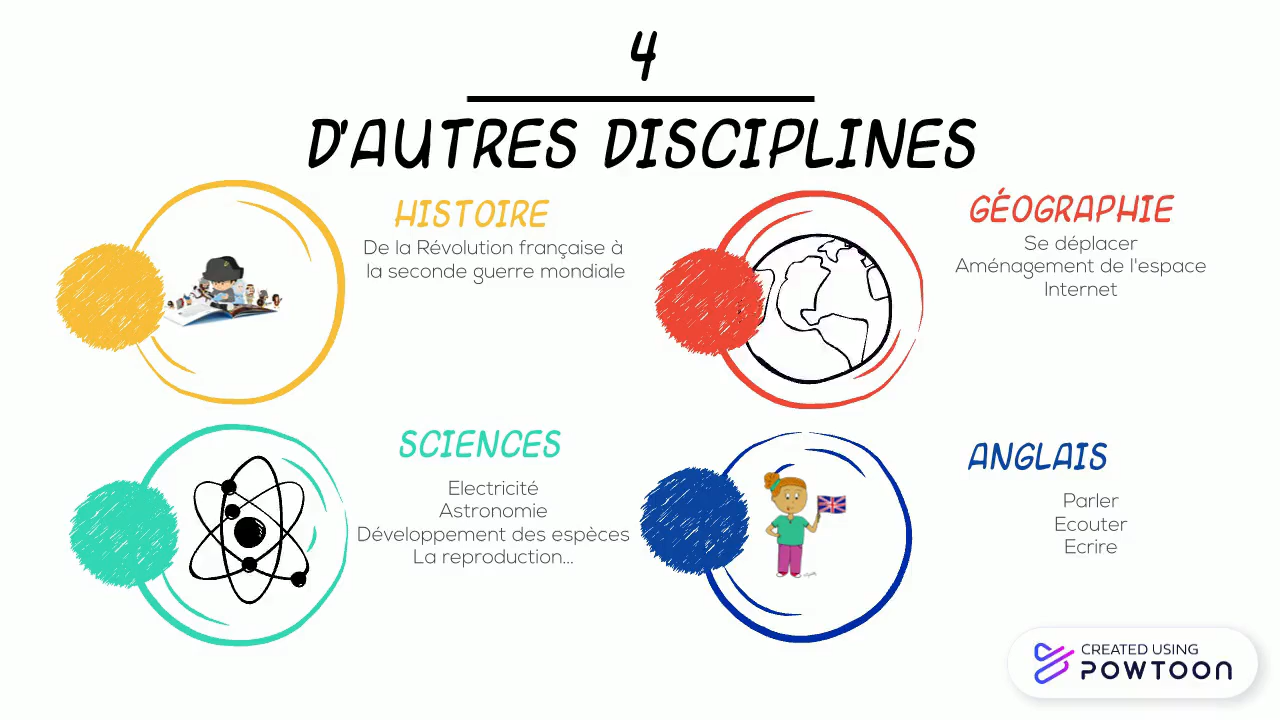 4
D'AUTRES DISCIPLINES
HISTOIRE
De la Révolution française à
la seconde guerre mondiale
GÉOGRAPHIE
Se déplacer
Aménagement de l'espace
Internet
SCIENCES
Electricité
Astronomie
Développement des espèces
La reproduction...
ANGLAIS
Parler
Ecouter
Ecrire
CREATED USING
POWTOON